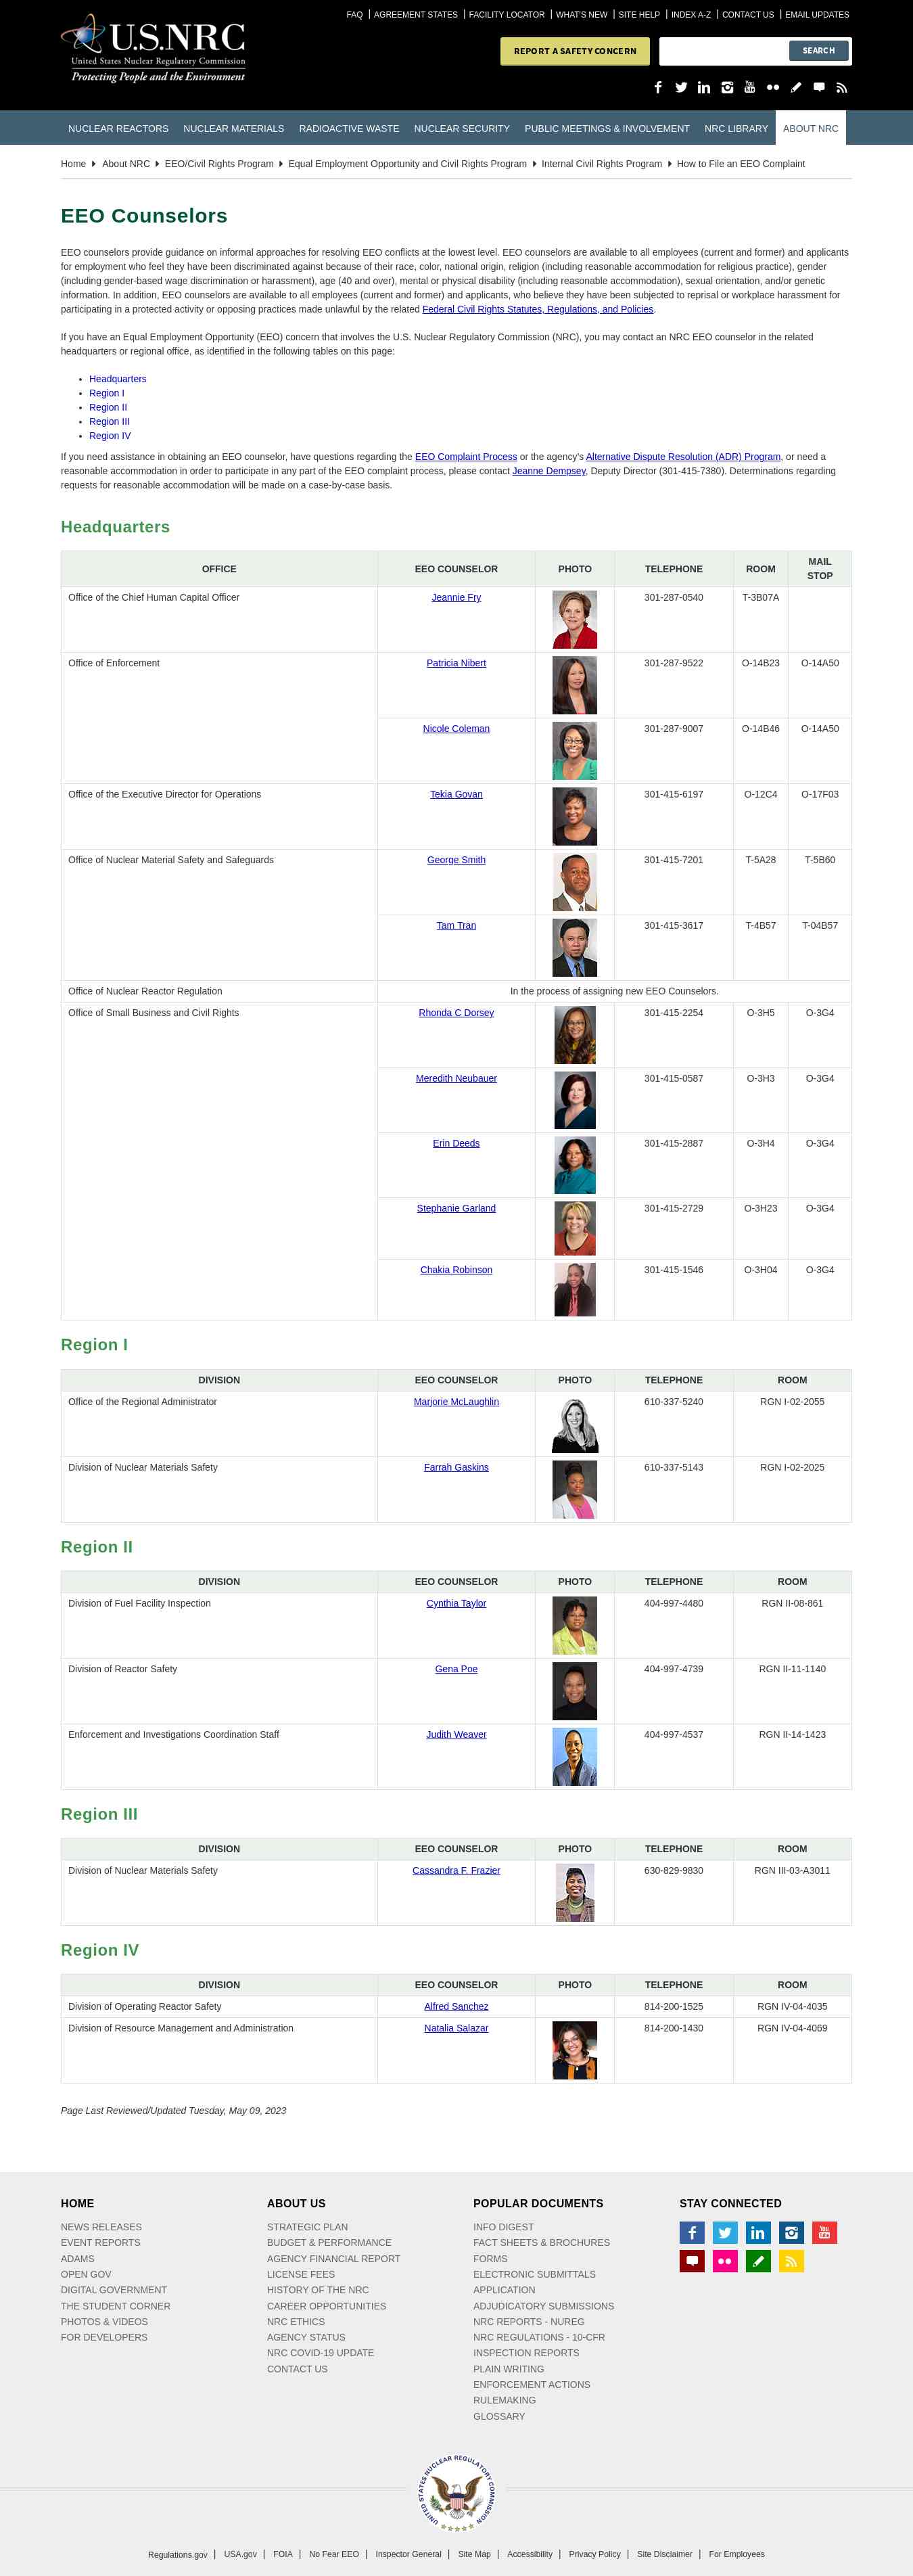 FAQ | AGREEMENT STATES | FACILITY LOCATOR | WHAT'S NEW | SITE HELP | INDEX A-Z | CONTACT US | EMAIL UPDATES
U.S.NRC
United States Nuclear Regulatory Commission
Protecting People and the Environment
REPORT A SAFETY CONCERN
SEARCH
NUCLEAR REACTORS NUCLEAR MATERIALS RADIOACTIVE WASTE NUCLEAR SECURITY PUBLIC MEETINGS & INVOLVEMENT NRC LIBRARY ABOUT NRC
Home About NRC EEO/Civil Rights Program Equal Employment Opportunity and Civil Rights Program Internal Civil Rights Program How to File an EEO Complaint
EEO Counselors
EEO counselors provide guidance on informal approaches for resolving EEO conflicts at the lowest level. EEO counselors are available to all employees (current and former) and applicants
for employment who feel they have been discriminated against because of their race, color, national origin, religion (including reasonable accommodation for religious practice), gender
(including gender-based wage discrimination or harassment), age (40 and over), mental or physical disability (including reasonable accommodation), sexual orientation, and/or genetic
information. In addition, EEO counselors are available to all employees (current and former) and applicants, who believe they have been subjected to reprisal or workplace harassment for
participating in a protected activity or opposing practices made unlawful by the related Federal Civil Rights Statutes, Regulations, and Policies.
If you have an Equal Employment Opportunity (EEO) concern that involves the U.S. Nuclear Regulatory Commission (NRC), you may contact an NRC EEO counselor in the related
headquarters or regional office, as identified in the following tables on this page:
• Headquarters
• Region I
• Region II
• Region III
• Region IV
If you need assistance in obtaining an EEO counselor, have questions regarding the EEO Complaint Process or the agency's Alternative Dispute Resolution (ADR) Program, or need a
reasonable accommodation in order to participate in any part of the EEO complaint process, please contact Jeanne Dempsey, Deputy Director (301-415-7380). Determinations regarding
requests for reasonable accommodation will be made on a case-by-case basis.
Headquarters
OFFICE EEO COUNSELOR PHOTO TELEPHONE ROOM MAIL STOP
Office of the Chief Human Capital Officer Jeannie Fry 301-287-0540 T-3B07A
Office of Enforcement Patricia Nibert 301-287-9522 O-14B23 O-14A50
Nicole Coleman 301-287-9007 O-14B46 O-14A50
Office of the Executive Director for Operations Tekia Govan 301-415-6197 O-12C4 O-17F03
Office of Nuclear Material Safety and Safeguards George Smith 301-415-7201 T-5A28 T-5B60
Tam Tran 301-415-3617 T-4B57 T-04B57
Office of Nuclear Reactor Regulation In the process of assigning new EEO Counselors.
Office of Small Business and Civil Rights Rhonda C Dorsey 301-415-2254 O-3H5 O-3G4
Meredith Neubauer 301-415-0587 O-3H3 O-3G4
Erin Deeds 301-415-2887 O-3H4 O-3G4
Stephanie Garland 301-415-2729 O-3H23 O-3G4
Chakia Robinson 301-415-1546 O-3H04 O-3G4
Region I
DIVISION EEO COUNSELOR PHOTO TELEPHONE ROOM
Office of the Regional Administrator Marjorie McLaughlin 610-337-5240 RGN I-02-2055
Division of Nuclear Materials Safety Farrah Gaskins 610-337-5143 RGN I-02-2025
Region II
DIVISION EEO COUNSELOR PHOTO TELEPHONE ROOM
Division of Fuel Facility Inspection Cynthia Taylor 404-997-4480 RGN II-08-861
Division of Reactor Safety Gena Poe 404-997-4739 RGN II-11-1140
Enforcement and Investigations Coordination Staff Judith Weaver 404-997-4537 RGN II-14-1423
Region III
DIVISION EEO COUNSELOR PHOTO TELEPHONE ROOM
Division of Nuclear Materials Safety Cassandra F. Frazier 630-829-9830 RGN III-03-A3011
Region IV
DIVISION EEO COUNSELOR PHOTO TELEPHONE ROOM
Division of Operating Reactor Safety Alfred Sanchez 814-200-1525 RGN IV-04-4035
Division of Resource Management and Administration Natalia Salazar 814-200-1430 RGN IV-04-4069
Page Last Reviewed/Updated Tuesday, May 09, 2023
HOME
NEWS RELEASES
EVENT REPORTS
ADAMS
OPEN GOV
DIGITAL GOVERNMENT
THE STUDENT CORNER
PHOTOS & VIDEOS
FOR DEVELOPERS
ABOUT US
STRATEGIC PLAN
BUDGET & PERFORMANCE
AGENCY FINANCIAL REPORT
LICENSE FEES
HISTORY OF THE NRC
CAREER OPPORTUNITIES
NRC ETHICS
AGENCY STATUS
NRC COVID-19 UPDATE
CONTACT US
POPULAR DOCUMENTS
INFO DIGEST
FACT SHEETS & BROCHURES
FORMS
ELECTRONIC SUBMITTALS
APPLICATION
ADJUDICATORY SUBMISSIONS
NRC REPORTS - NUREG
NRC REGULATIONS - 10-CFR
INSPECTION REPORTS
PLAIN WRITING
ENFORCEMENT ACTIONS
RULEMAKING
GLOSSARY
STAY CONNECTED
UNITED STATES NUCLEAR REGULATORY COMMISSION
Regulations.gov | USA.gov | FOIA | No Fear EEO | Inspector General | Site Map | Accessibility | Privacy Policy | Site Disclaimer | For Employees